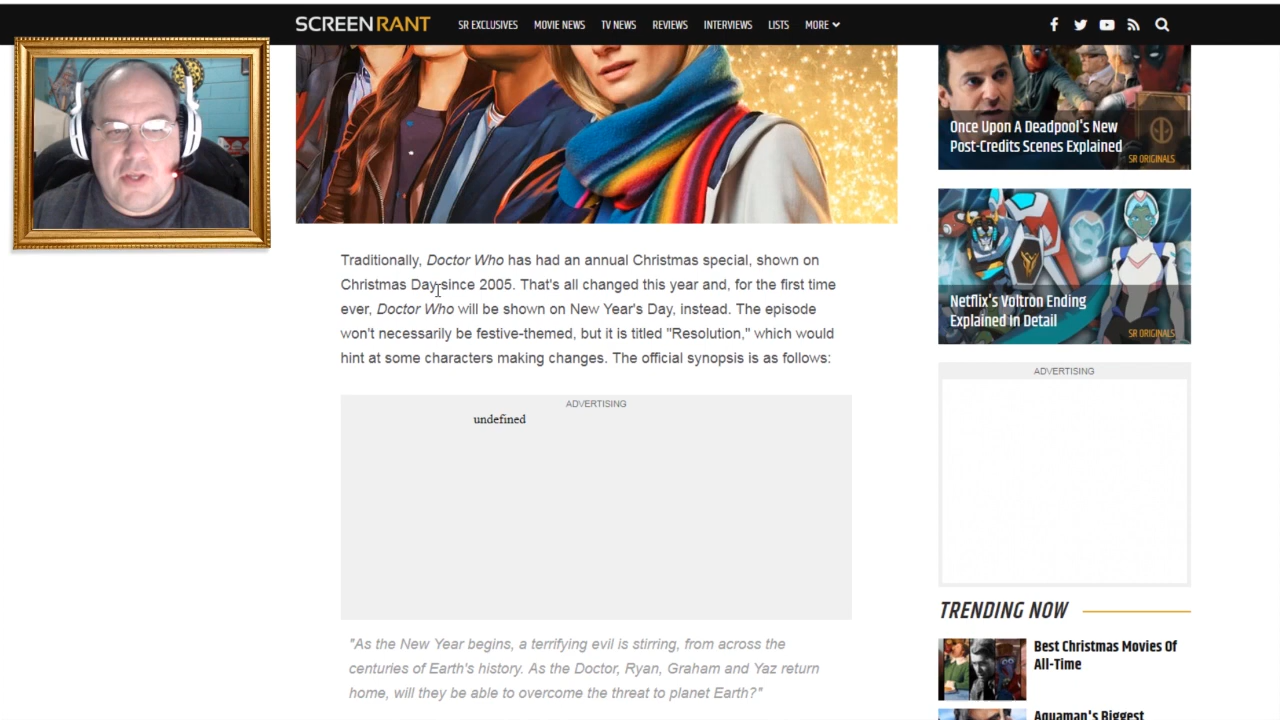 SCREENRANT
SR EXCLUSIVES MOVIE NEWS TV NEWS REVIEWS INTERVIEWS LISTS MORE
Once Upon A Deadpool's New
Post-Credits Scenes Explained
SR ORIGINALS
Traditionally, Doctor Who has had an annual Christmas special, shown on
Christmas Day since 2005. That's all changed this year and, for the first time
ever, Doctor Who will be shown on New Year's Day, instead. The episode
won't necessarily be festive-themed, but it is titled "Resolution," which would
hint at some characters making changes. The official synopsis is as follows:
ADVERTISING
undefined
"As the New Year begins, a terrifying evil is stirring, from across the
centuries of Earth's history. As the Doctor, Ryan, Graham and Yaz return
home, will they be able to overcome the threat to planet Earth?"
Netflix's Voltron Ending
Explained In Detail
SR ORIGINALS
ADVERTISING
TRENDING NOW
Best Christmas Movies Of
All-Time
Aquaman's Biggest